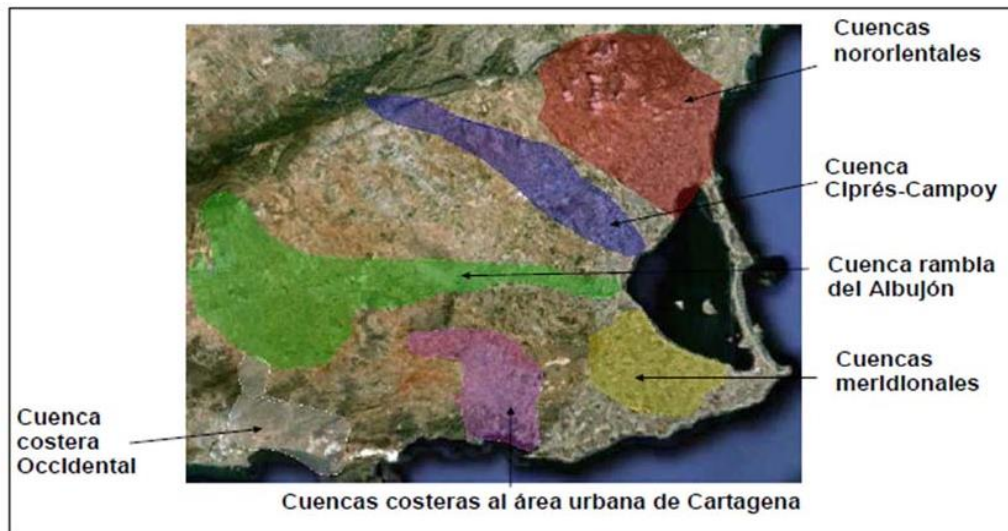 Cuencas
nororientales
Cuenca
Ciprés-Campoy
Cuenca rambla
del Albujón
Cuencas
meridionales
Cuenca
costera
Occidental
Cuencas costeras al área urbana de Cartagena